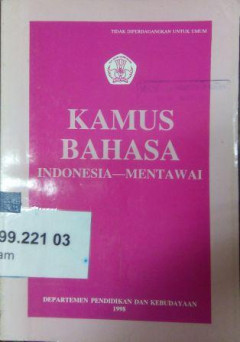 TIDAK DIPERDAGANGKAN UNTUK UMUM
KAMUS
BAHASA
INDONESIA—MENTAWAI
99.221 03
am
DEPARTEMEN PENDIDIKAN DAN KEBUDAYAAN
1998